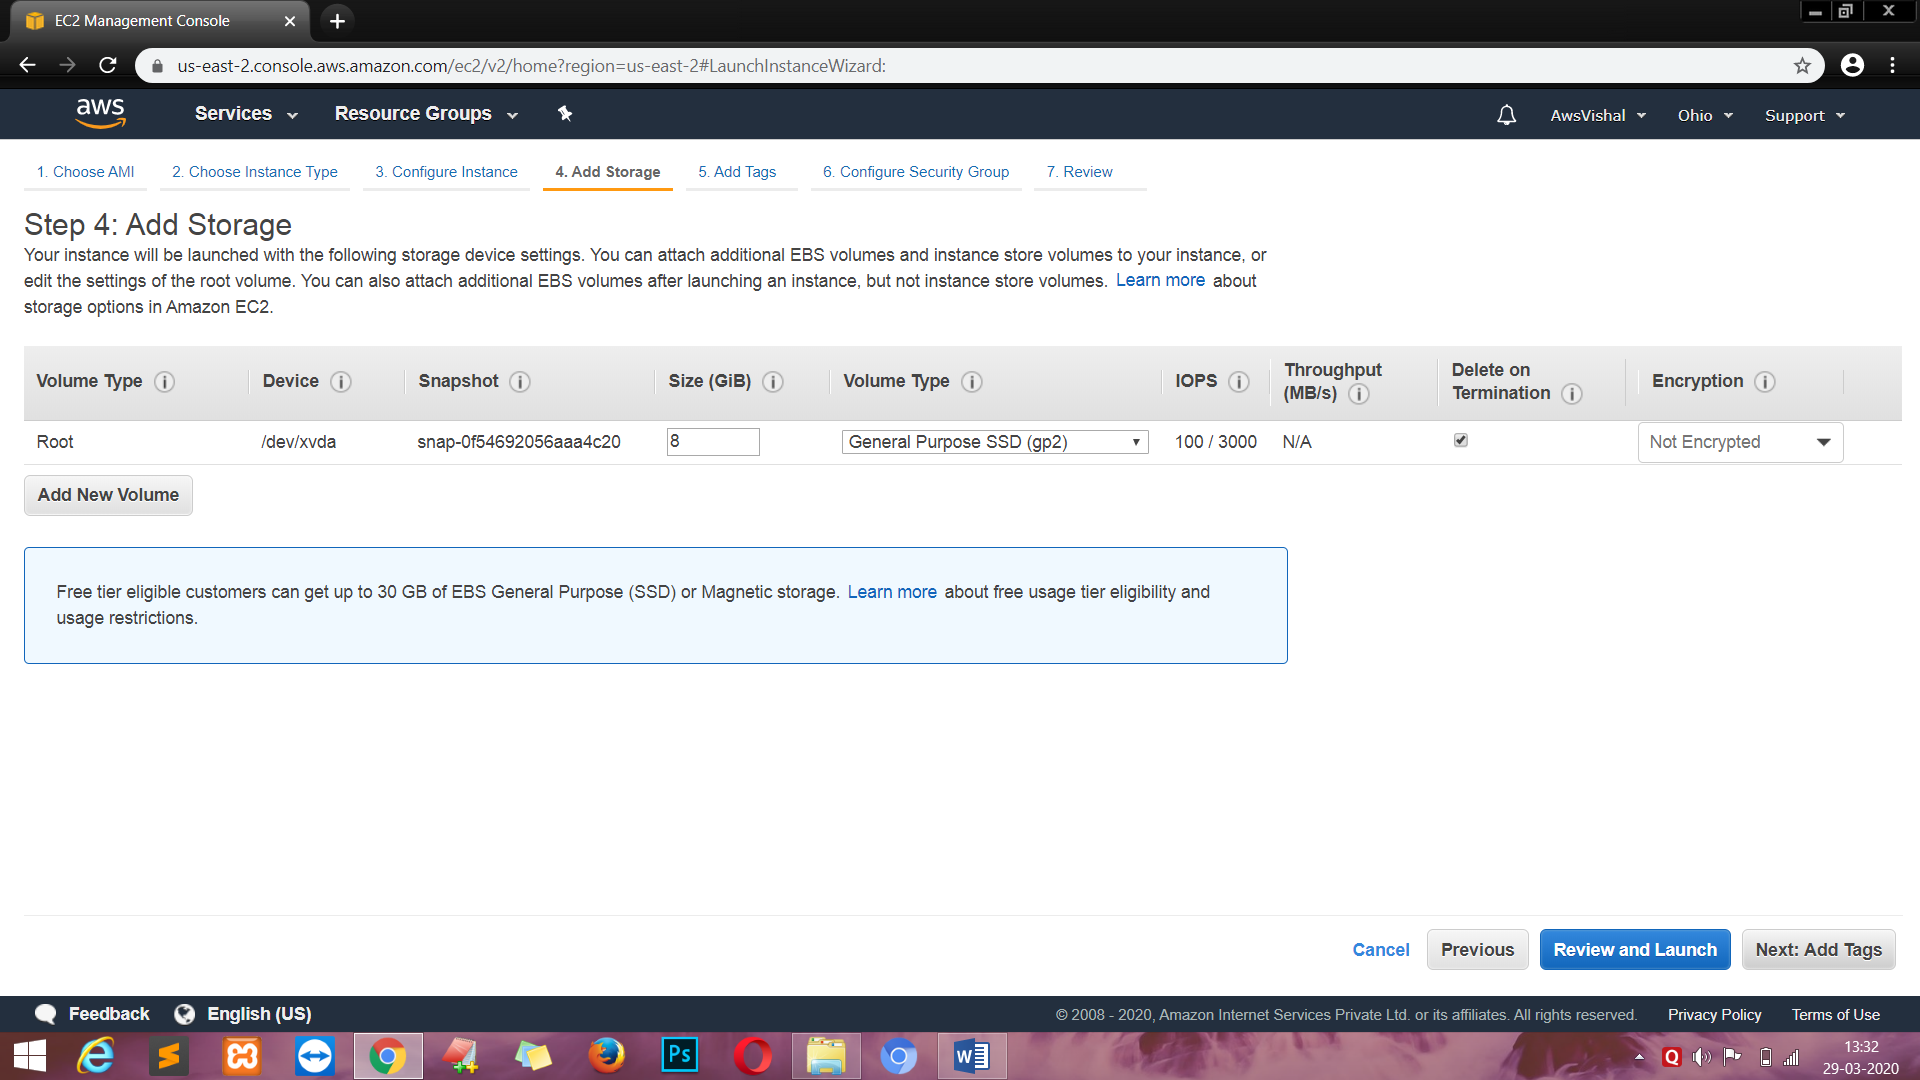 EC2 Management Console
us-east-2.console.aws.amazon.com/ec2/v2/home?region=us-east-2#LaunchInstanceWizard:
aws Services Resource Groups AwsVishal Ohio Support
1. Choose AMI 2. Choose Instance Type 3. Configure Instance 4. Add Storage 5. Add Tags 6. Configure Security Group 7. Review
Step 4: Add Storage
Your instance will be launched with the following storage device settings. You can attach additional EBS volumes and instance store volumes to your instance, or
edit the settings of the root volume. You can also attach additional EBS volumes after launching an instance, but not instance store volumes. Learn more about
storage options in Amazon EC2.
Volume Type i Device i Snapshot i Size (GiB) i Volume Type i IOPS i Throughput (MB/s) i Delete on Termination i Encryption i
Root /dev/xvda snap-0f54692056aaa4c20 8 General Purpose SSD (gp2) 100 / 3000 N/A Not Encrypted
Add New Volume
Free tier eligible customers can get up to 30 GB of EBS General Purpose (SSD) or Magnetic storage. Learn more about free usage tier eligibility and
usage restrictions.
Cancel Previous Review and Launch Next: Add Tags
Feedback English (US) © 2008 - 2020, Amazon Internet Services Private Ltd. or its affiliates. All rights reserved. Privacy Policy Terms of Use
Ps Q 13:32
29-03-2020